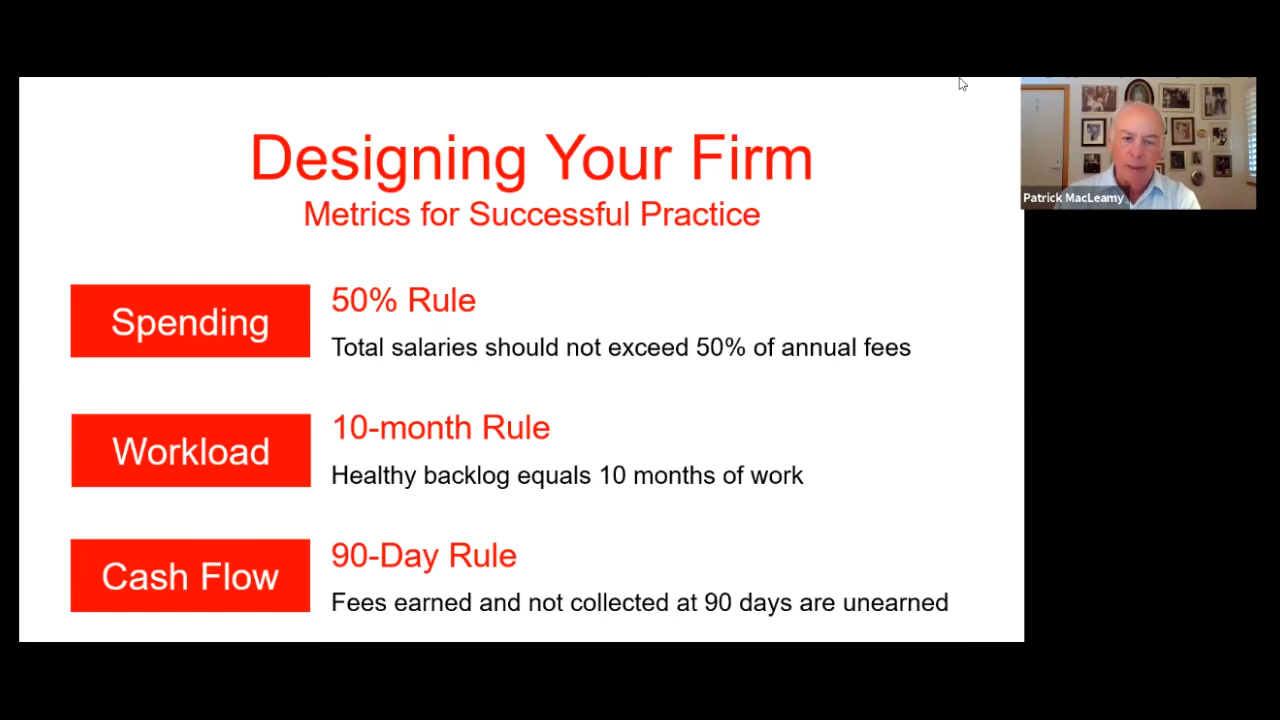 Designing Your Firm
Metrics for Successful Practice
Spending
50% Rule
Total salaries should not exceed 50% of annual fees
Workload
10-month Rule
Healthy backlog equals 10 months of work
Cash Flow
90-Day Rule
Fees earned and not collected at 90 days are unearned
Patrick MacLeamy